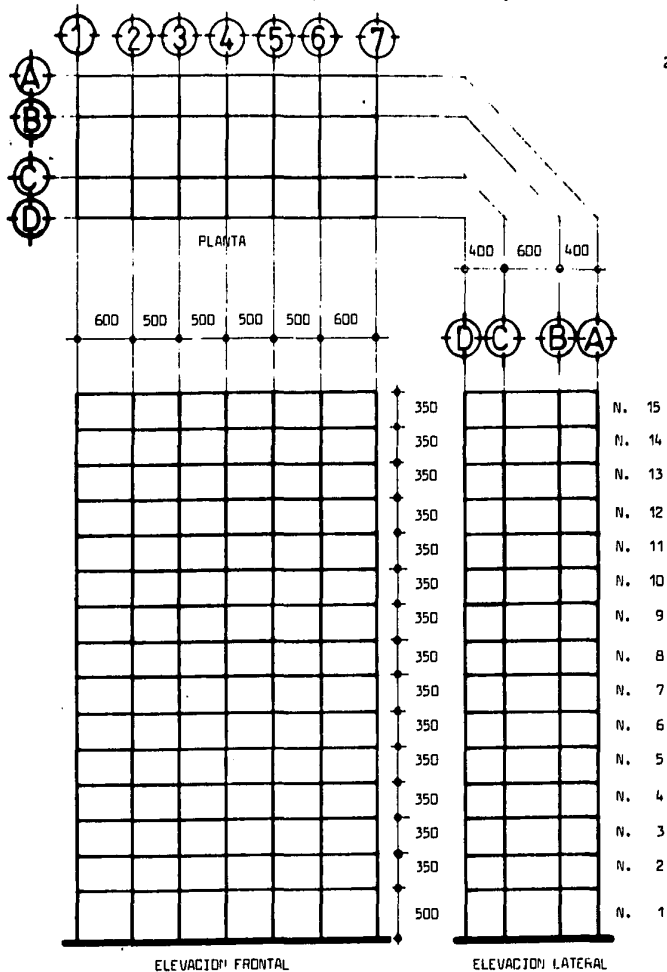 1 2 3 4 5 6 7
2
A
B
C
D
PLANTA
400 600 400
600 500 500 500 500 600
D C B A
350 N. 15
350 N. 14
350 N. 13
350 N. 12
350 N. 11
350 N. 10
350 N. 9
350 N. 8
350 N. 7
350 N. 6
350 N. 5
350 N. 4
350 N. 3
350 N. 2
500 N. 1
ELEVACION FRONTAL ELEVACION LATERAL